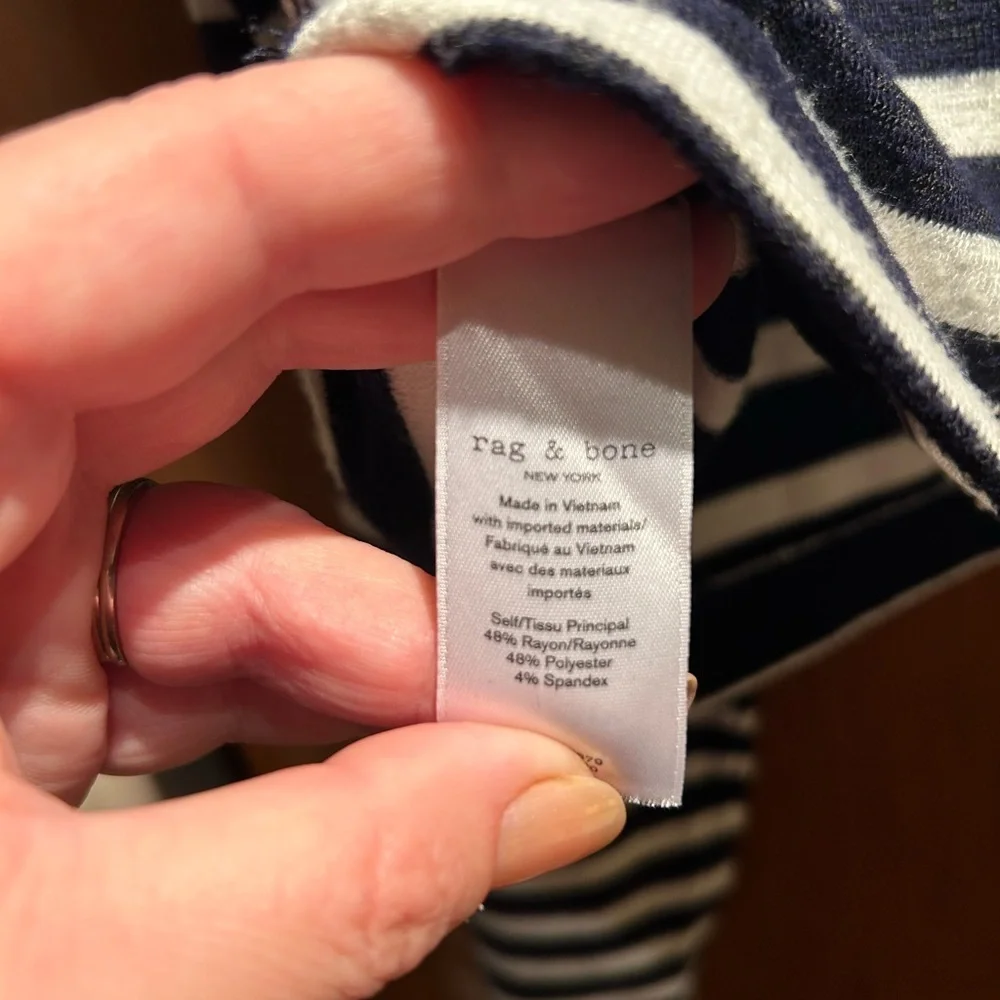 rag & bone
NEW YORK
Made in Vietnam
with imported materials/
Fabriqué au Vietnam
avec des materiaux
importés
Self/Tissu Principal
48% Rayon/Rayonne
48% Polyester
4% Spandex